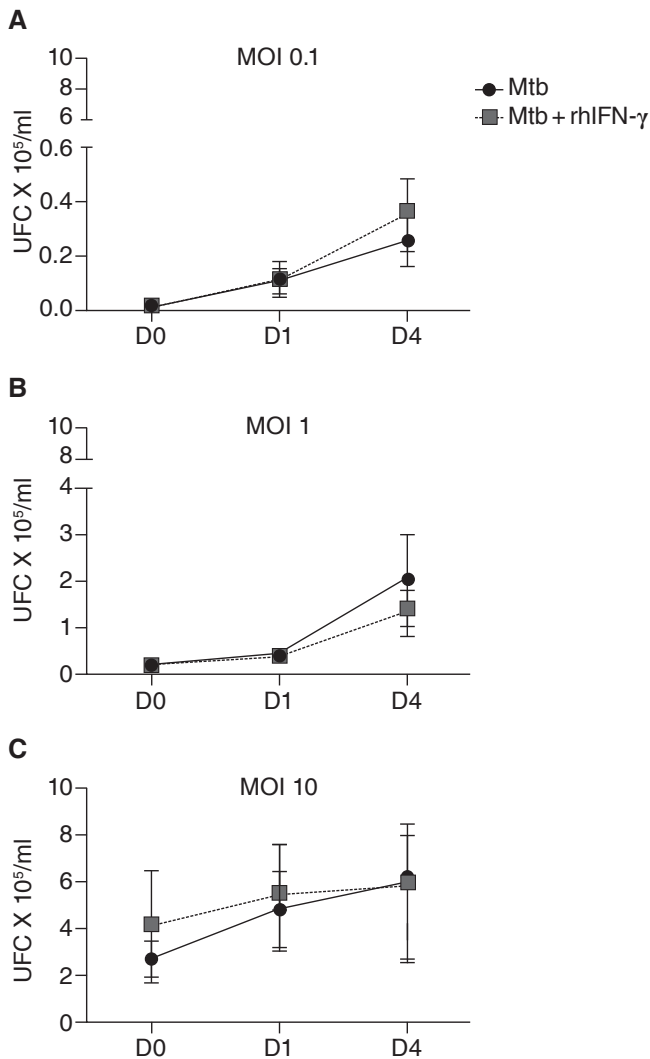 A
MOI 0.1
Mtb
Mtb + rhIFN-γ
UFC X 10⁵/ml
10
8
6
0.6
0.4
0.2
0.0
D0 D1 D4
B
MOI 1
UFC X 10⁵/ml
10
8
4
3
2
1
0
D0 D1 D4
C
MOI 10
UFC X 10⁵/ml
10
8
6
4
2
0
D0 D1 D4